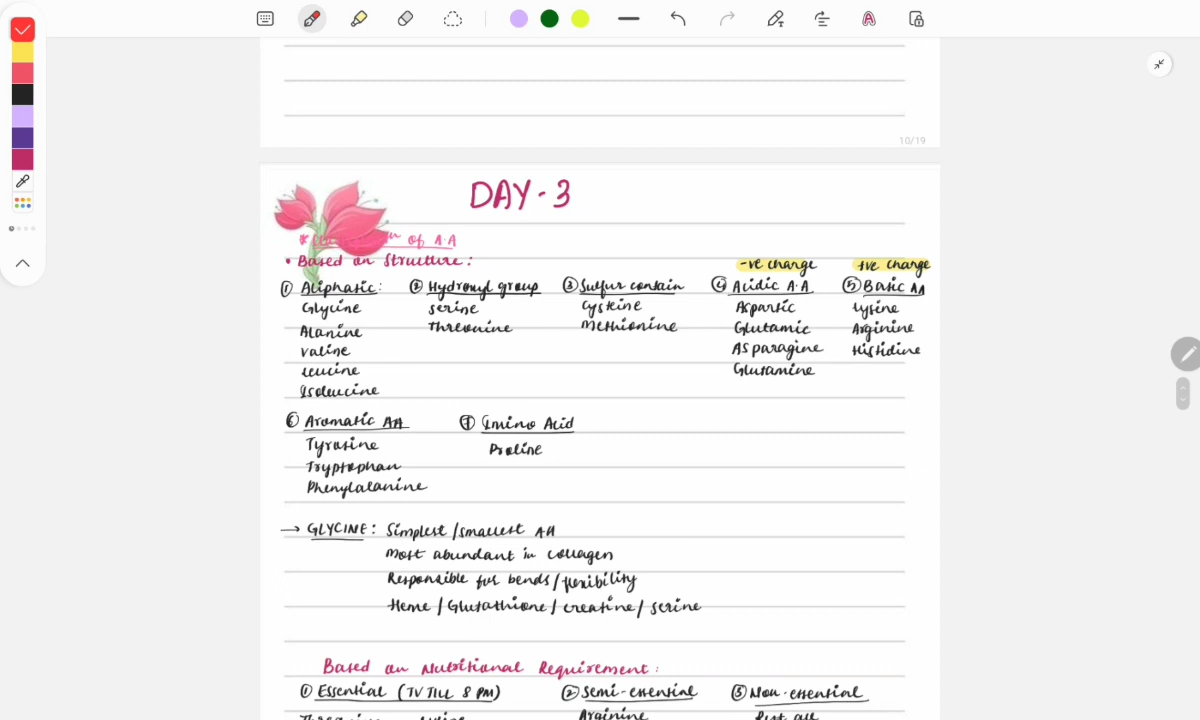 10/19
DAY - 3
* of A.A
• Based on Structure :
-ve charge
+ve charge
① Aliphatic :
Glycine
Alanine
Valine
Leucine
Isoleucine
② Hydroxyl group
Serine
Threonine
③ Sulfur contain
Cysteine
Methionine
④ Acidic A.A
Aspartic
Glutamic
Asparagine
Glutamine
⑤ Basic AA
Lysine
Arginine
Histidine
⑥ Aromatic AA
Tyrosine
Tryptophan
Phenylalanine
⑦ Imino Acid
Proline
→ GLYCINE : Simplest / smallest AA
Most abundant in collagen
Responsible for bends / flexibility
Heme / Glutathione / creatine / serine
Based on Nutritional Requirement :
① Essential (TV TILL 8 PM)
② Semi-essential
③ Non-essential
Arginine